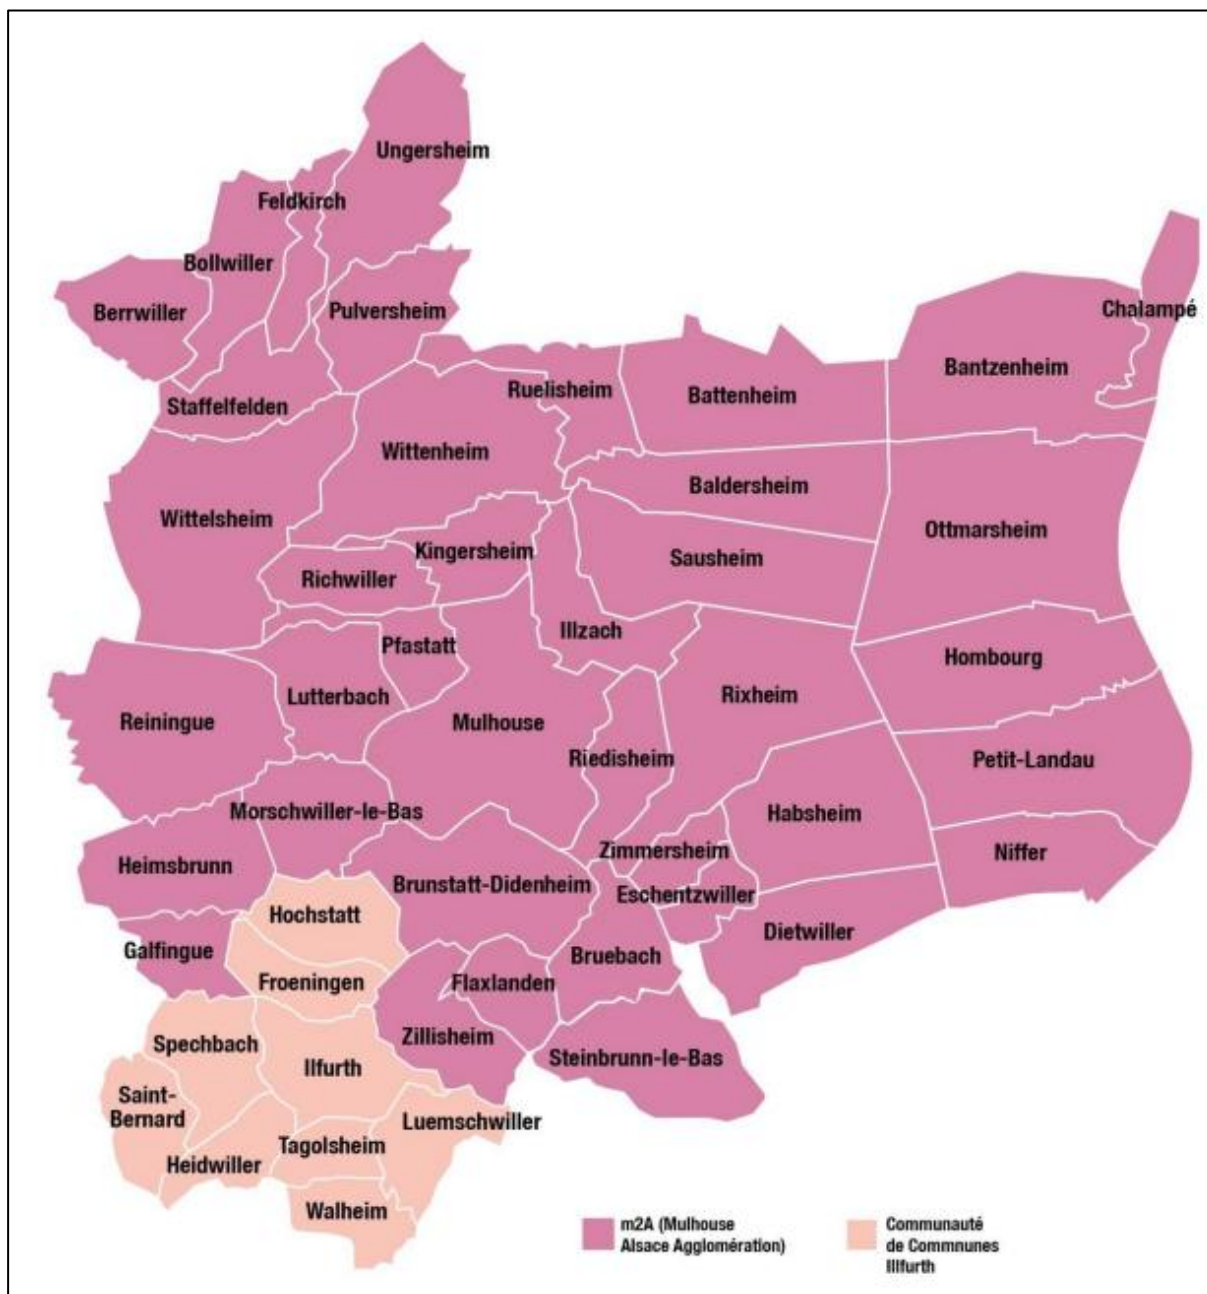 Ungersheim
Feldkirch
Bollwiller
Berrwiller
Pulversheim
Chalampé
Bantzenheim
Ruelisheim
Battenheim
Staffelfelden
Wittenheim
Baldersheim
Wittelsheim
Ottmarsheim
Kingersheim
Sausheim
Richwiller
Illzach
Pfastatt
Hombourg
Lutterbach
Rixheim
Reiningue
Mulhouse
Riedisheim
Petit-Landau
Morschwiller-le-Bas
Habsheim
Zimmersheim
Niffer
Heimsbrunn
Brunstatt-Didenheim
Eschentzwiller
Hochstatt
Dietwiller
Galfingue
Bruebach
Froeningen
Flaxlanden
Zillisheim
Spechbach
Steinbrunn-le-Bas
Ilfurth
Saint-
Bernard
Luemschwiller
Tagolsheim
Heidwiller
Walheim
m2A (Mulhouse
Alsace Agglomération)
Communauté
de Commnunes
Illfurth